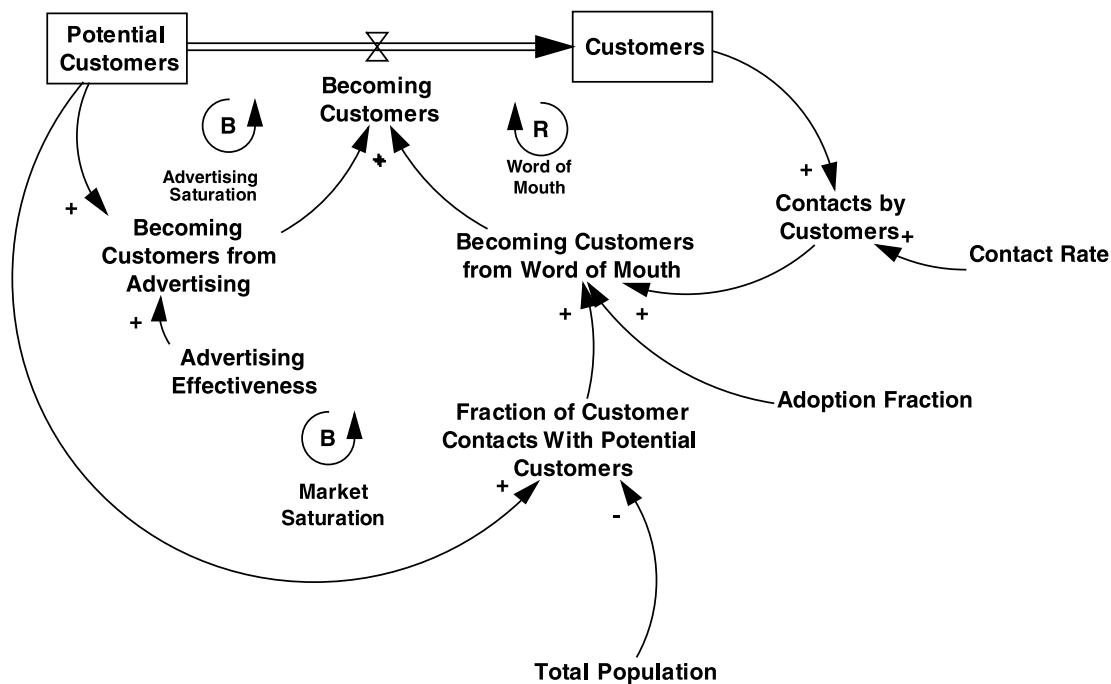 Potential
Customers
Customers
Becoming
Customers
B
R
Advertising
Saturation
Word of
Mouth
+
+
+
+
Becoming
Customers from
Advertising
Becoming Customers
from Word of Mouth
Contacts by
Customers
+
Contact Rate
+
+
+
Advertising
Effectiveness
Adoption Fraction
B
Fraction of Customer
Contacts With Potential
Customers
Market
Saturation
+
-
Total Population